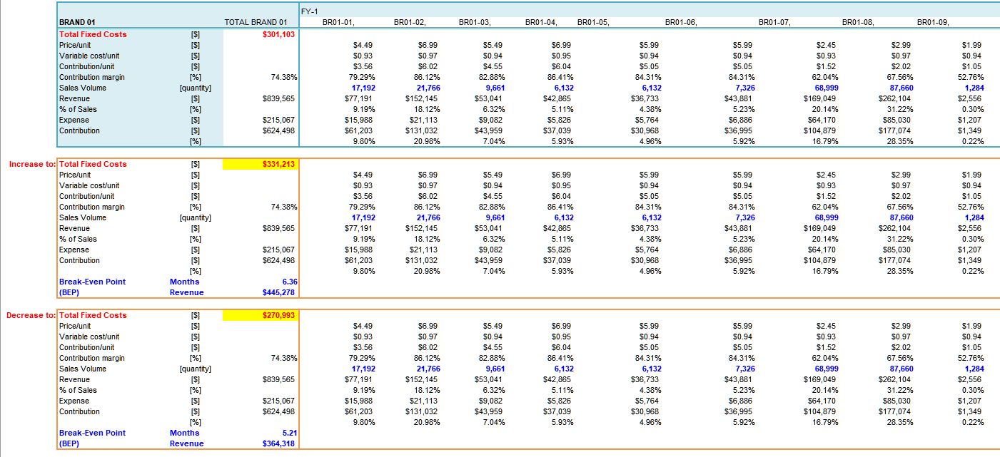 FY-1
BRAND 01 TOTAL BRAND 01 BR01-01, BR01-02, BR01-03, BR01-04, BR01-05, BR01-06, BR01-07, BR01-08, BR01-09,
Total Fixed Costs [$] $301,103
Price/unit [$] $4.49 $6.99 $5.49 $6.99 $5.99 $5.99 $2.45 $2.99 $1.99
Variable cost/unit [$] $0.93 $0.97 $0.94 $0.95 $0.94 $0.94 $0.93 $0.97 $0.94
Contribution/unit [$] $3.56 $6.02 $4.55 $6.04 $5.05 $5.05 $1.52 $2.02 $1.05
Contribution margin [%] 74.38% 79.29% 86.12% 82.88% 86.41% 84.31% 84.31% 62.04% 67.56% 52.76%
Sales Volume [quantity] 17,192 21,766 9,661 6,132 6,132 7,326 68,999 87,660 1,284
Revenue [$] $839,565 $77,191 $152,145 $53,041 $42,865 $36,733 $43,881 $169,049 $262,104 $2,556
% of Sales [%] 9.19% 18.12% 6.32% 5.11% 4.38% 5.23% 20.14% 31.22% 0.30%
Expense [$] $215,067 $15,988 $21,113 $9,082 $5,826 $5,764 $6,886 $64,170 $85,030 $1,207
Contribution [$] $624,498 $61,203 $131,032 $43,959 $37,039 $30,968 $36,995 $104,879 $177,074 $1,349
[%] 9.80% 20.98% 7.04% 5.93% 4.96% 5.92% 16.79% 28.35% 0.22%
Increase to: Total Fixed Costs [$] $331,213
Price/unit [$] $4.49 $6.99 $5.49 $6.99 $5.99 $5.99 $2.45 $2.99 $1.99
Variable cost/unit [$] $0.93 $0.97 $0.94 $0.95 $0.94 $0.94 $0.93 $0.97 $0.94
Contribution/unit [$] $3.56 $6.02 $4.55 $6.04 $5.05 $5.05 $1.52 $2.02 $1.05
Contribution margin [%] 74.38% 79.29% 86.12% 82.88% 86.41% 84.31% 84.31% 62.04% 67.56% 52.76%
Sales Volume [quantity] 17,192 21,766 9,661 6,132 6,132 7,326 68,999 87,660 1,284
Revenue [$] $839,565 $77,191 $152,145 $53,041 $42,865 $36,733 $43,881 $169,049 $262,104 $2,556
% of Sales [%] 9.19% 18.12% 6.32% 5.11% 4.38% 5.23% 20.14% 31.22% 0.30%
Expense [$] $215,067 $15,988 $21,113 $9,082 $5,826 $5,764 $6,886 $64,170 $85,030 $1,207
Contribution [$] $624,498 $61,203 $131,032 $43,959 $37,039 $30,968 $36,995 $104,879 $177,074 $1,349
[%] 9.80% 20.98% 7.04% 5.93% 4.96% 5.92% 16.79% 28.35% 0.22%
Break-Even Point Months 6.36
(BEP) Revenue $445,278
Decrease to: Total Fixed Costs [$] $270,993
Price/unit [$] $4.49 $6.99 $5.49 $6.99 $5.99 $5.99 $2.45 $2.99 $1.99
Variable cost/unit [$] $0.93 $0.97 $0.94 $0.95 $0.94 $0.94 $0.93 $0.97 $0.94
Contribution/unit [$] $3.56 $6.02 $4.55 $6.04 $5.05 $5.05 $1.52 $2.02 $1.05
Contribution margin [%] 74.38% 79.29% 86.12% 82.88% 86.41% 84.31% 84.31% 62.04% 67.56% 52.76%
Sales Volume [quantity] 17,192 21,766 9,661 6,132 6,132 7,326 68,999 87,660 1,284
Revenue [$] $839,565 $77,191 $152,145 $53,041 $42,865 $36,733 $43,881 $169,049 $262,104 $2,556
% of Sales [%] 9.19% 18.12% 6.32% 5.11% 4.38% 5.23% 20.14% 31.22% 0.30%
Expense [$] $215,067 $15,988 $21,113 $9,082 $5,826 $5,764 $6,886 $64,170 $85,030 $1,207
Contribution [$] $624,498 $61,203 $131,032 $43,959 $37,039 $30,968 $36,995 $104,879 $177,074 $1,349
[%] 9.80% 20.98% 7.04% 5.93% 4.96% 5.92% 16.79% 28.35% 0.22%
Break-Even Point Months 5.21
(BEP) Revenue $364,318